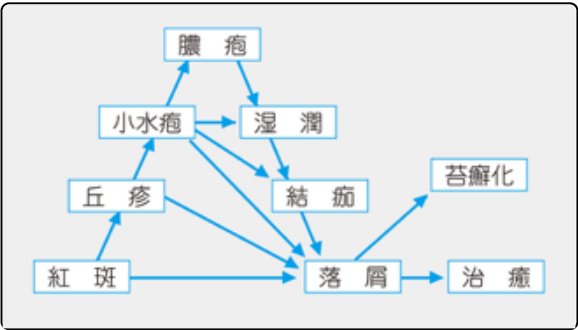 膿　疱
小水疱
湿　潤
苔癬化
丘　疹
結　痂
紅　斑
落　屑
治　癒